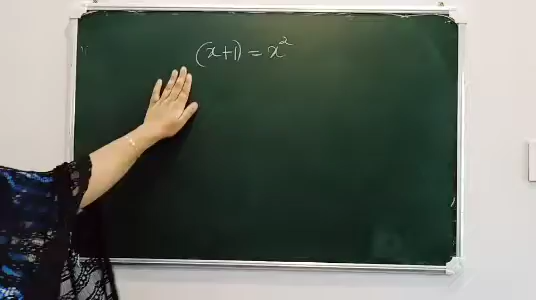 (x+1) = x²